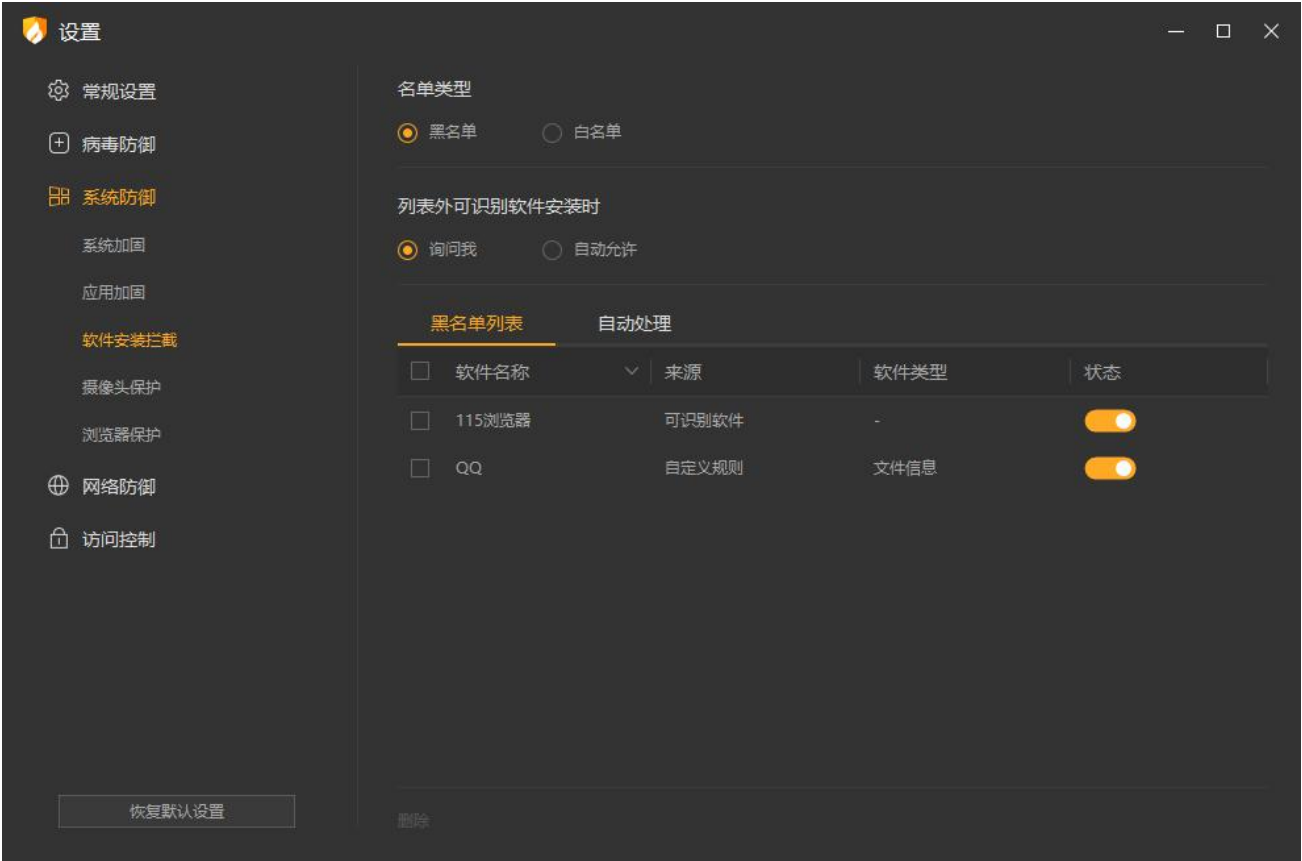 设置
常规设置
病毒防御
系统防御
系统加固
应用加固
软件安装拦截
摄像头保护
浏览器保护
网络防御
访问控制
恢复默认设置
名单类型
黑名单 白名单
列表外可识别软件安装时
询问我 自动允许
黑名单列表 自动处理
软件名称 来源 软件类型 状态
115浏览器 可识别软件 -
QQ 自定义规则 文件信息
删除